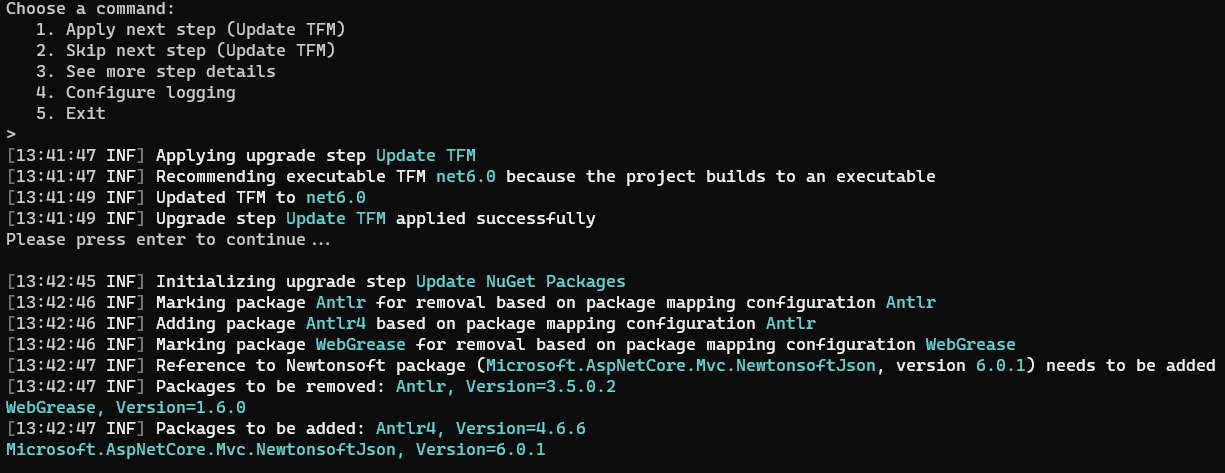 Choose a command:
   1. Apply next step (Update TFM)
   2. Skip next step (Update TFM)
   3. See more step details
   4. Configure logging
   5. Exit
>
[13:41:47 INF] Applying upgrade step Update TFM
[13:41:47 INF] Recommending executable TFM net6.0 because the project builds to an executable
[13:41:49 INF] Updated TFM to net6.0
[13:41:49 INF] Upgrade step Update TFM applied successfully
Please press enter to continue...
[13:42:45 INF] Initializing upgrade step Update NuGet Packages
[13:42:46 INF] Marking package Antlr for removal based on package mapping configuration Antlr
[13:42:46 INF] Adding package Antlr4 based on package mapping configuration Antlr
[13:42:46 INF] Marking package WebGrease for removal based on package mapping configuration WebGrease
[13:42:47 INF] Reference to Newtonsoft package (Microsoft.AspNetCore.Mvc.NewtonsoftJson, version 6.0.1) needs to be added
[13:42:47 INF] Packages to be removed: Antlr, Version=3.5.0.2
WebGrease, Version=1.6.0
[13:42:47 INF] Packages to be added: Antlr4, Version=4.6.6
Microsoft.AspNetCore.Mvc.NewtonsoftJson, Version=6.0.1